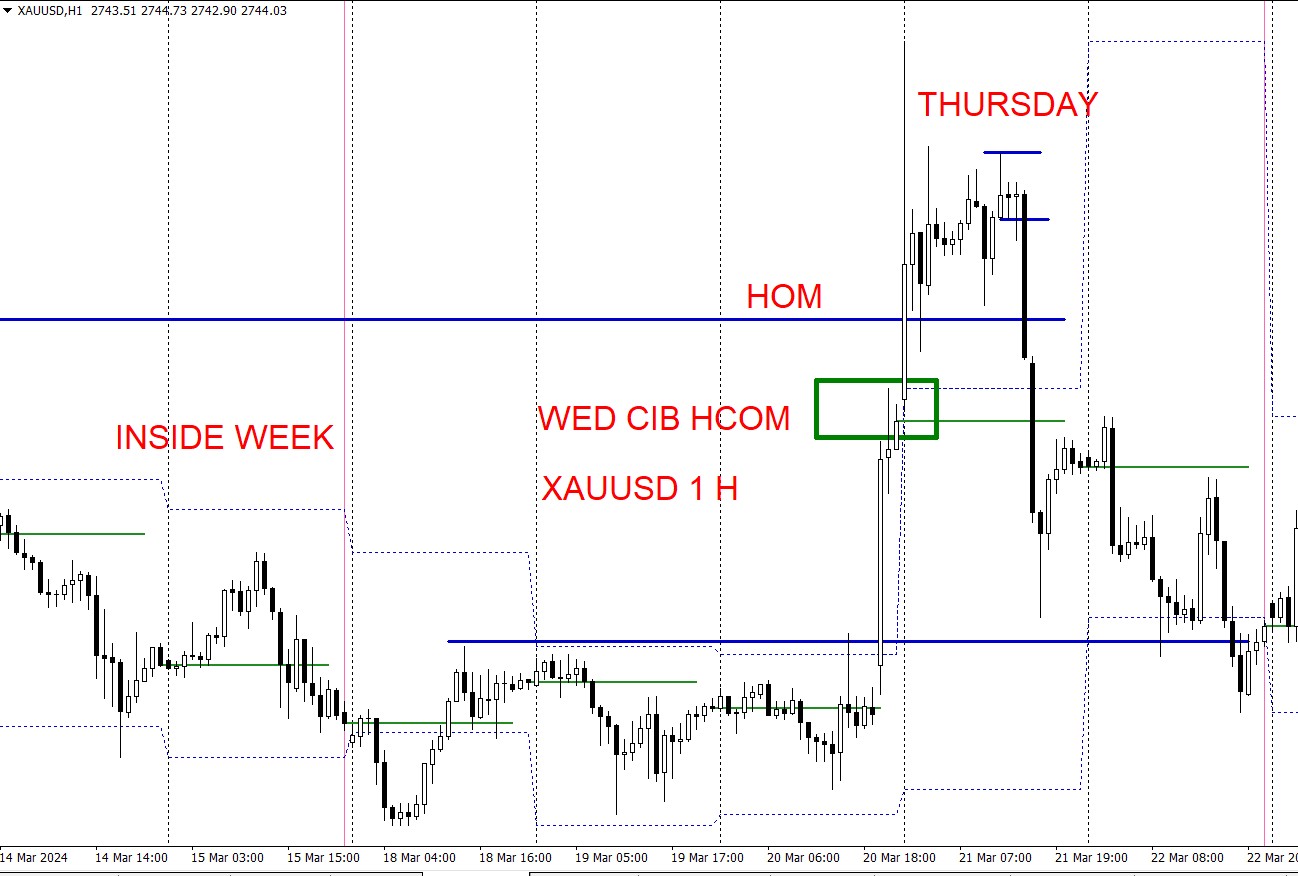 XAUUSD,H1 2743.51 2744.73 2742.90 2744.03
THURSDAY
HOM
WED CIB HCOM
INSIDE WEEK
XAUUSD 1 H
14 Mar 2024 14 Mar 14:00 15 Mar 03:00 15 Mar 15:00 18 Mar 04:00 18 Mar 16:00 19 Mar 05:00 19 Mar 17:00 20 Mar 06:00 20 Mar 18:00 21 Mar 07:00 21 Mar 19:00 22 Mar 08:00 22 Mar 20